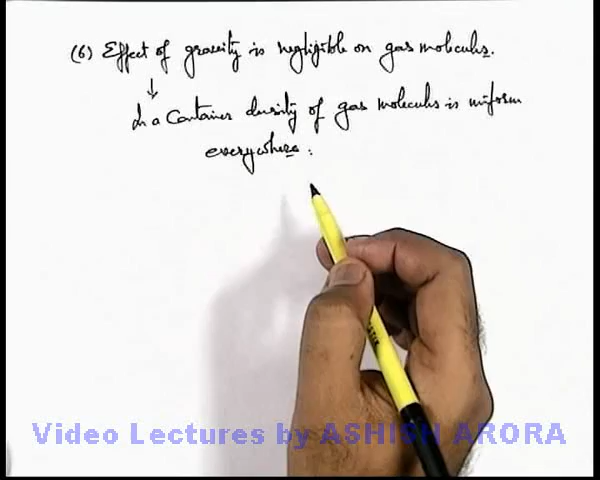 (6) Effect of gravity is negligible on gas molecules.
In a Container density of gas molecules is uniform
everywhere.
Video Lectures by ASHISH ARORA